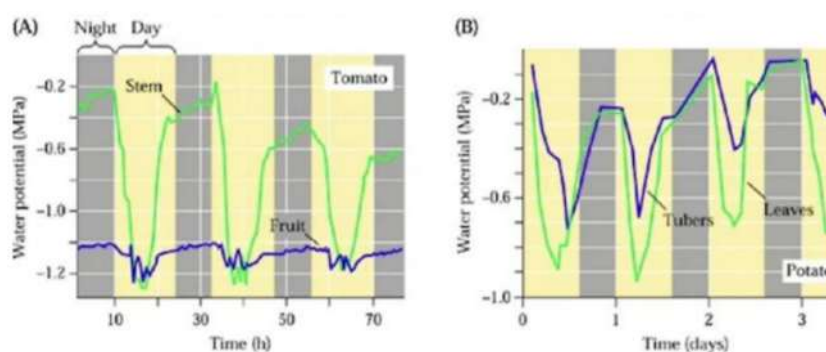 (A)
Night Day
Tomato
Stem
Fruit
Water potential (MPa)
−0.2
−0.6
−1.0
−1.2
10 30 50 70
Time (h)
(B)
Water potential (MPa)
−0.2
−0.6
−1.0
Tubers
Leaves
Potato
0 1 2 3
Time (days)